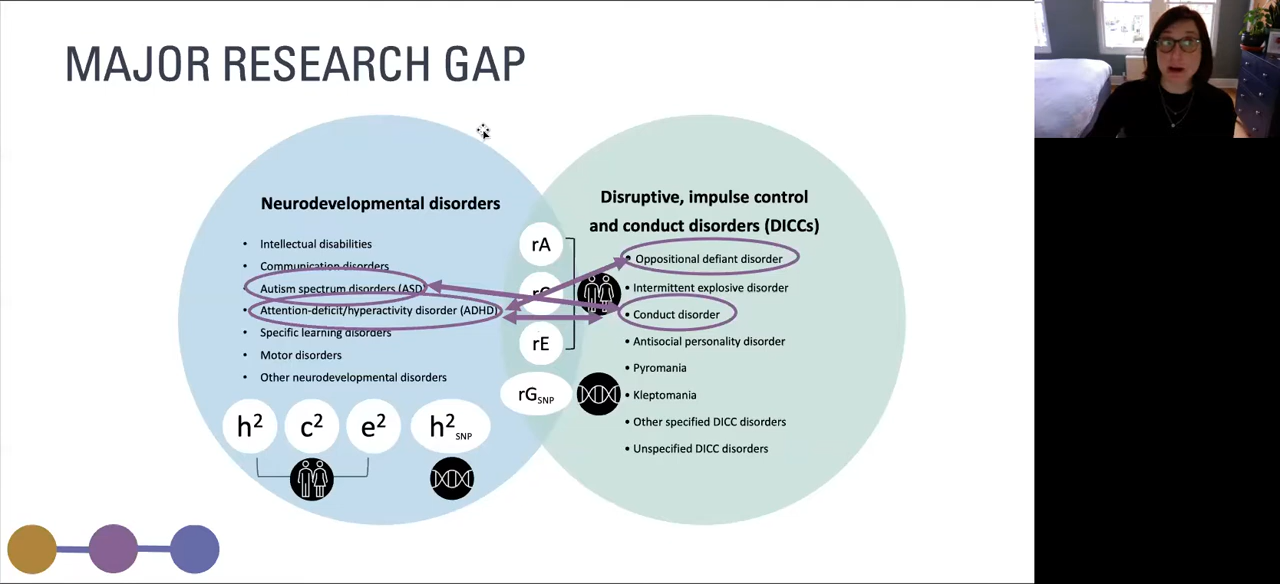 MAJOR RESEARCH GAP
Neurodevelopmental disorders
• Intellectual disabilities
• Communication disorders
• Autism spectrum disorders (ASD)
• Attention-deficit/hyperactivity disorder (ADHD)
• Specific learning disorders
• Motor disorders
• Other neurodevelopmental disorders
h²
c²
e²
h² SNP
rA
rE
rG SNP
Disruptive, impulse control
and conduct disorders (DICCs)
• Oppositional defiant disorder
• Intermittent explosive disorder
• Conduct disorder
• Antisocial personality disorder
• Pyromania
• Kleptomania
• Other specified DICC disorders
• Unspecified DICC disorders